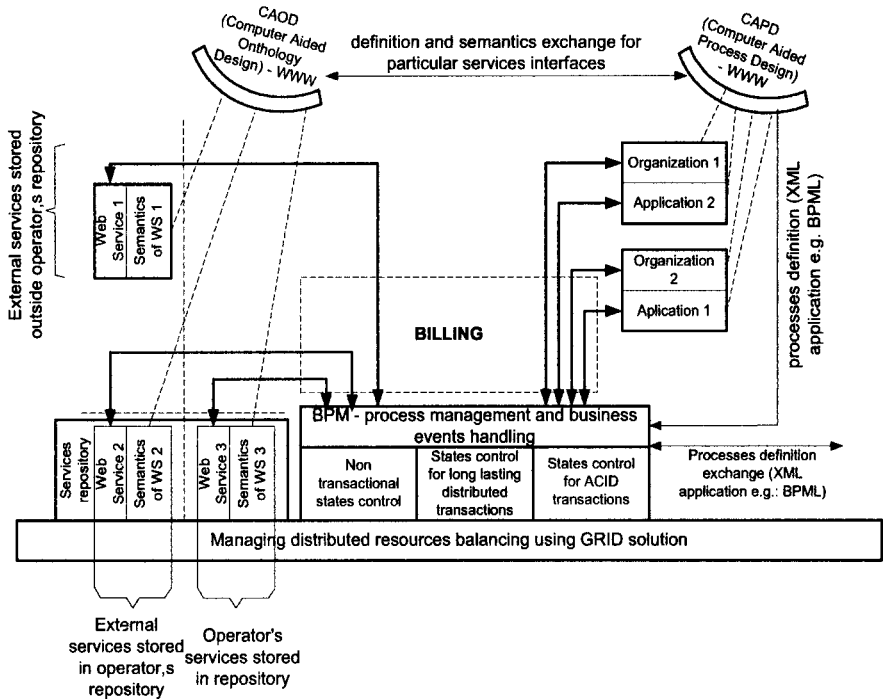 CAOD
(Computer Aided
Onthology
Design) - WWW
definition and semantics exchange for
particular services interfaces
CAPD
(Computer Aided
Process Design)
- WWW
External services stored
outside operator,s repository
Web
Service 1
Semantics
of WS 1
Organization 1
Application 2
Organization
2
Aplication 1
processes definition (XML
application e.g. BPML)
BILLING
BPM - process management and business
events handling
Services
repository
Web
Service 2
Semantics
of WS 2
Web
Service 3
Semantics
of WS 3
Non
transactional
states control
States control
for long lasting
distributed
transactions
States control
for ACID
transactions
Processes definition
exchange (XML
application e.g.: BPML)
Managing distributed resources balancing using GRID solution
External
services stored
in operator,s
repository
Operator's
services stored
in repository